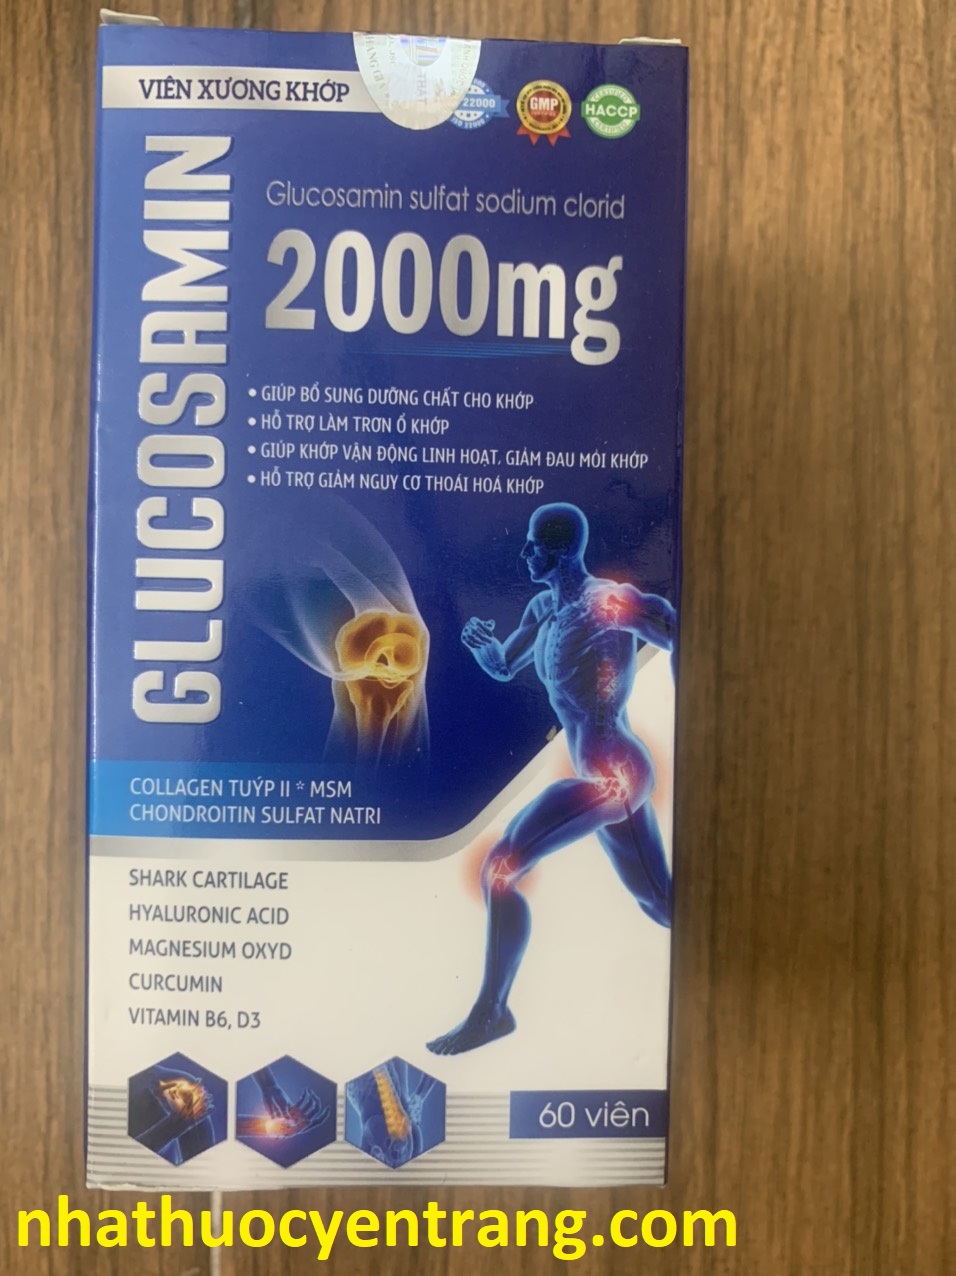 VIÊN XƯƠNG KHỚP
22000
ISO 22000
GMP
HACCP
GLUCOSAMIN
Glucosamin sulfat sodium clorid
2000mg
• GIÚP BỔ SUNG DƯỠNG CHẤT CHO KHỚP
• HỖ TRỢ LÀM TRƠN Ổ KHỚP
• GIÚP KHỚP VẬN ĐỘNG LINH HOẠT, GIẢM ĐAU MỎI KHỚP
• HỖ TRỢ GIẢM NGUY CƠ THOÁI HOÁ KHỚP
COLLAGEN TUÝP II * MSM
CHONDROITIN SULFAT NATRI
SHARK CARTILAGE
HYALURONIC ACID
MAGNESIUM OXYD
CURCUMIN
VITAMIN B6, D3
60 viên
nhathuocyentrang.com